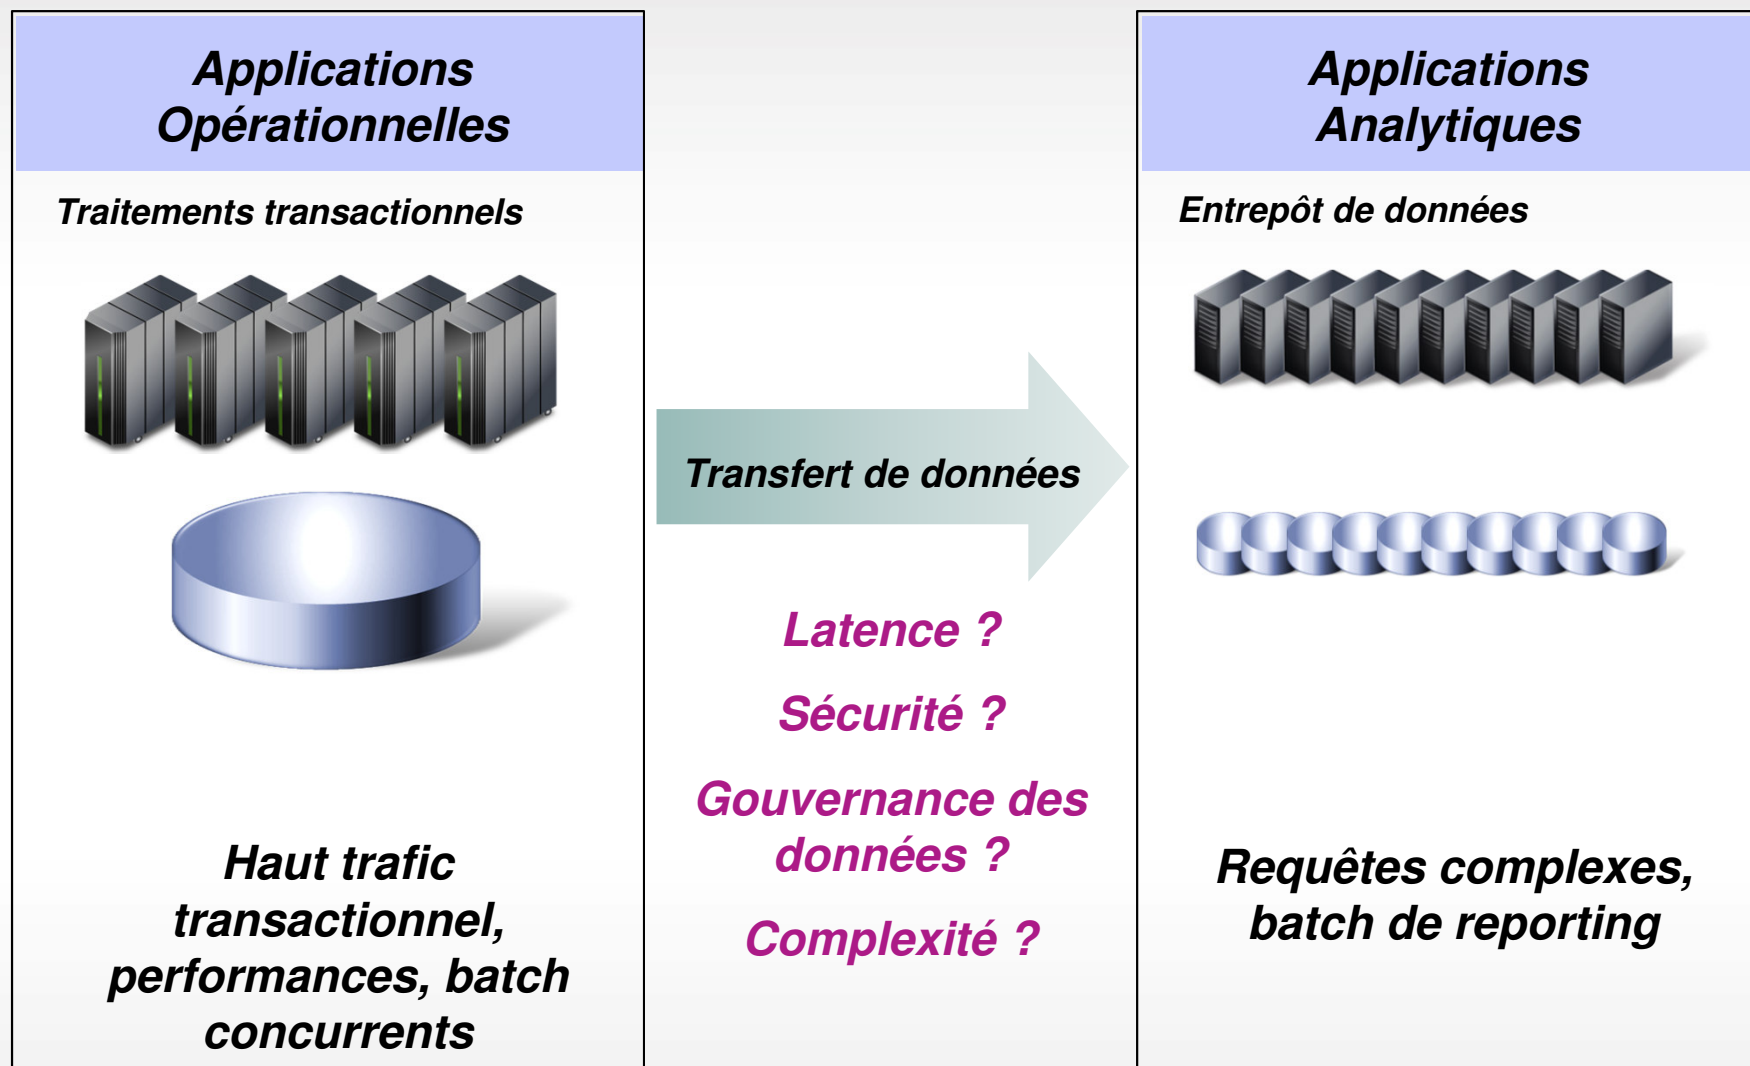 Applications
Opérationnelles
Traitements transactionnels
Haut trafic
transactionnel,
performances, batch
concurrents
Transfert de données
Latence ?
Sécurité ?
Gouvernance des
données ?
Complexité ?
Applications
Analytiques
Entrepôt de données
Requêtes complexes,
batch de reporting